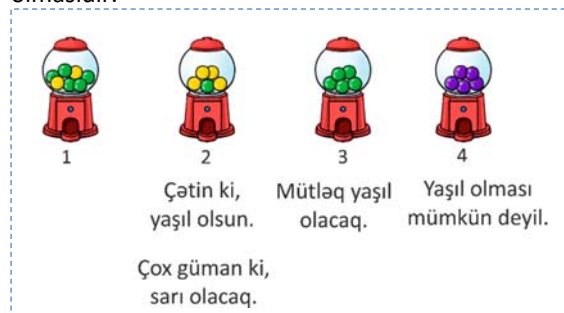 1 2 3 4
Çətin ki, Mütləq yaşıl Yaşıl olması
yaşıl olsun. olacaq. mümkün deyil.
Çox güman ki,
sarı olacaq.